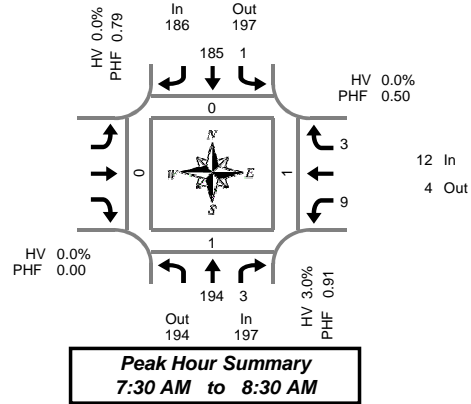 In Out
186 197
HV 0.0%
PHF 0.79
185 1
HV 0.0%
PHF 0.50
0
3
N
W E
S
0
1
12 In
4 Out
9
HV 0.0%
PHF 0.00
1
194 3
HV 3.0%
PHF 0.91
Out In
194 197
Peak Hour Summary
7:30 AM to 8:30 AM